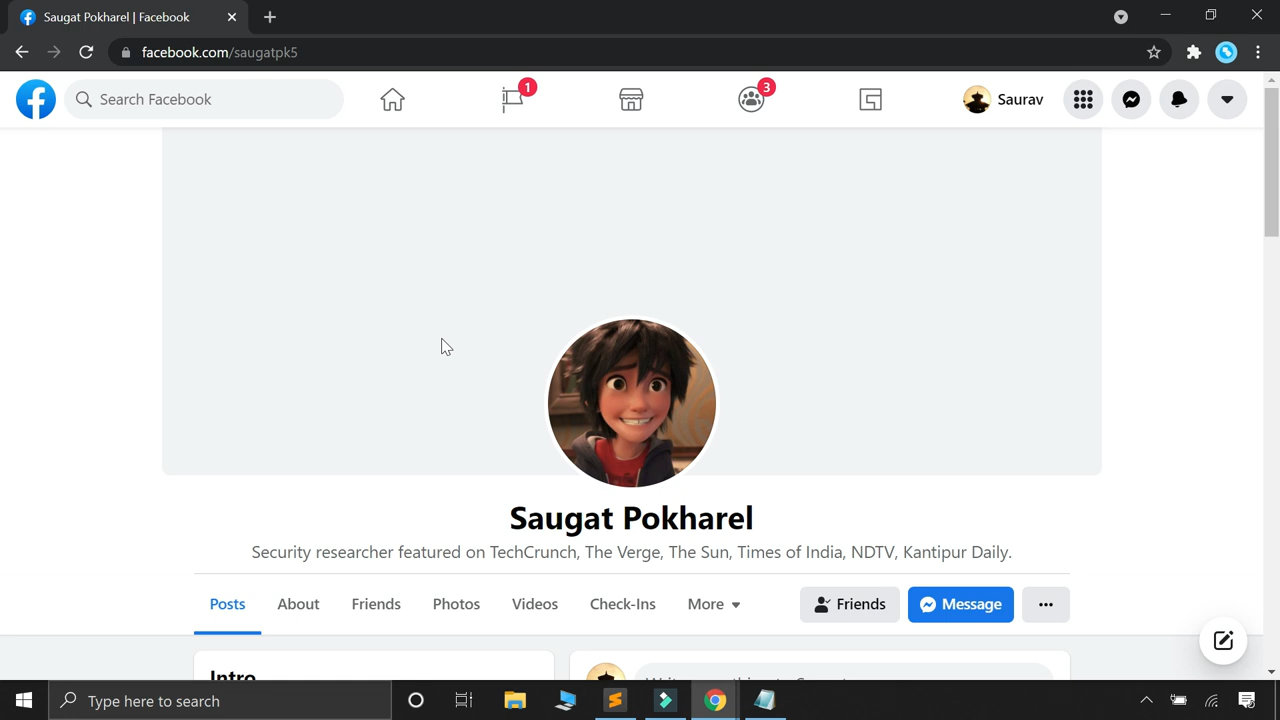 Saugat Pokharel | Facebook
facebook.com/saugatpk5
Search Facebook
1
3
Saurav
Saugat Pokharel
Security researcher featured on TechCrunch, The Verge, The Sun, Times of India, NDTV, Kantipur Daily.
Posts About Friends Photos Videos Check-Ins More
Friends
Message
Intro
Type here to search